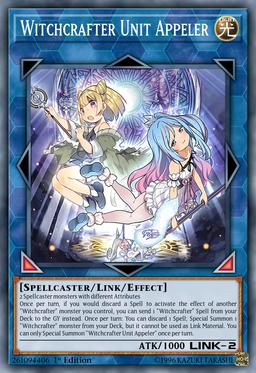 Witchcrafter Unit Appeler
[Spellcaster/Link/Effect]
2 Spellcaster monsters with different Attributes
Once per turn, if you would discard a Spell to activate the effect of another
"Witchcrafter" monster you control, you can send 1 "Witchcrafter" Spell from your
Deck to the GY instead. Once per turn: You can discard 1 Spell; Special Summon 1
"Witchcrafter" monster from your Deck, but it cannot be used as Link Material. You
can only Special Summon "Witchcrafter Unit Appeler" once per turn.
ATK/1000 LINK-2
261094406 1st Edition ©1996 KAZUKI TAKAHASHI